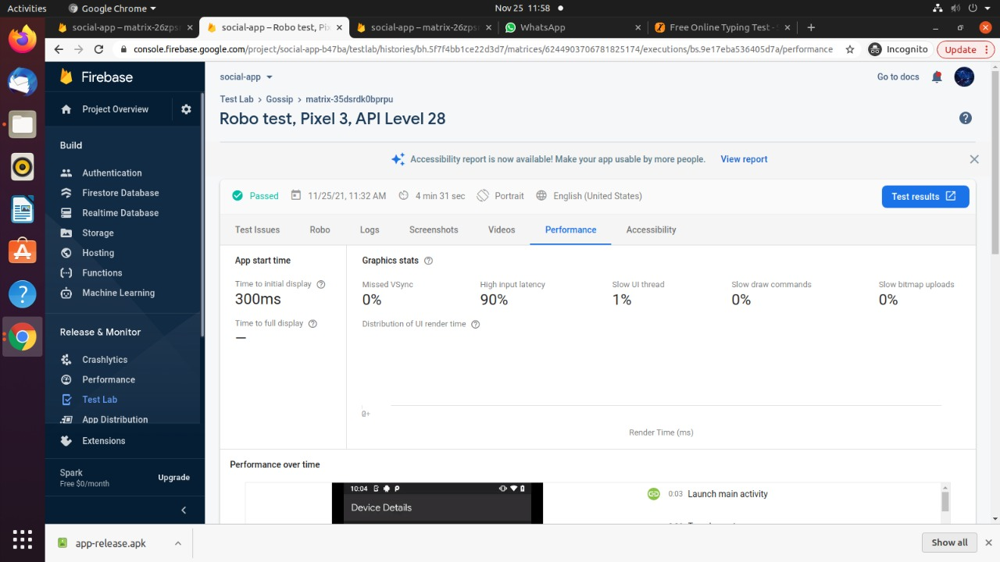 Activities
Google Chrome
Nov 25 11:58
social-app – matrix-26zps
social-app – Robo test, Pi
social-app – matrix-26zps
WhatsApp
Free Online Typing Test -
console.firebase.google.com/project/social-app-b47ba/testlab/histories/bh.5f7f4bb1ce22d3d7/matrices/6244903706781825174/executions/bs.9e17eba536405d7a/performance
Incognito
Update
Firebase
Project Overview
Build
Authentication
Firestore Database
Realtime Database
Storage
Hosting
Functions
Machine Learning
Release & Monitor
Crashlytics
Performance
Test Lab
App Distribution
Extensions
Spark
Free $0/month
Upgrade
social-app
Go to docs
Test Lab > Gossip > matrix-35dsrdk0bprpu
Robo test, Pixel 3, API Level 28
Accessibility report is now available! Make your app usable by more people.
View report
Passed
11/25/21, 11:32 AM
4 min 31 sec
Portrait
English (United States)
Test results
Test Issues
Robo
Logs
Screenshots
Videos
Performance
Accessibility
App start time
Time to initial display
300ms
Time to full display
—
Graphics stats
Missed VSync
0%
High input latency
90%
Slow UI thread
1%
Slow draw commands
0%
Slow bitmap uploads
0%
Distribution of UI render time
Render Time (ms)
Performance over time
10:04
Device Details
0:03 Launch main activity
app-release.apk
Show all